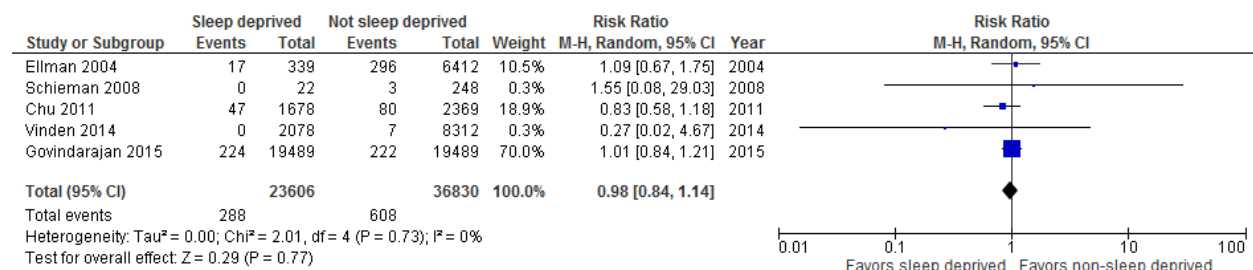 Sleep deprived Not sleep deprived Risk Ratio Risk Ratio
Study or Subgroup Events Total Events Total Weight M-H, Random, 95% CI Year M-H, Random, 95% CI
Ellman 2004 17 339 296 6412 10.5% 1.09 [0.67, 1.75] 2004
Schieman 2008 0 22 3 248 0.3% 1.55 [0.08, 29.03] 2008
Chu 2011 47 1678 80 2369 18.9% 0.83 [0.58, 1.18] 2011
Vinden 2014 0 2078 7 8312 0.3% 0.27 [0.02, 4.67] 2014
Govindarajan 2015 224 19489 222 19489 70.0% 1.01 [0.84, 1.21] 2015
Total (95% CI) 23606 36830 100.0% 0.98 [0.84, 1.14]
Total events 288 608
Heterogeneity: Tau² = 0.00; Chi² = 2.01, df = 4 (P = 0.73); I² = 0%
Test for overall effect: Z = 0.29 (P = 0.77)
0.01 0.1 1 10 100
Favors sleep deprived Favors non-sleep deprived